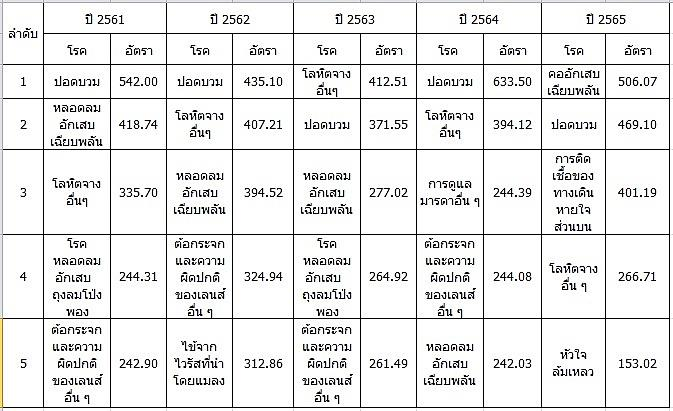 ลำดับ ปี 2561 ปี 2562 ปี 2563 ปี 2564 ปี 2565
โรค อัตรา โรค อัตรา โรค อัตรา โรค อัตรา โรค อัตรา
1 ปอดบวม 542.00 ปอดบวม 435.10 โลหิตจาง
อื่นๆ 412.51 ปอดบวม 633.50 คออักเสบ
เฉียบพลัน 506.07
2 หลอดลม
อักเสบ
เฉียบพลัน 418.74 โลหิตจาง
อื่นๆ 407.21 ปอดบวม 371.55 โลหิตจาง
อื่นๆ 394.12 ปอดบวม 469.10
3 โลหิตจาง
อื่นๆ 335.70 หลอดลม
อักเสบ
เฉียบพลัน 394.52 หลอดลม
อักเสบ
เฉียบพลัน 277.02 การดูแล
มารดาอื่น ๆ 244.39 การติด
เชื้อของ
ทางเดิน
หายใจ
ส่วนบน 401.19
4 โรค
หลอดลม
อักเสบ
ถุงลมโป่ง
พอง 244.31 ต้อกระจก
และความ
ผิดปกติ
ของเลนส์
อื่น ๆ 324.94 โรค
หลอดลม
อักเสบ
ถุงลมโป่ง
พอง 264.92 ต้อกระจก
และความ
ผิดปกติ
ของเลนส์
อื่น ๆ 244.08 โลหิตจาง
อื่น ๆ 266.71
5 ต้อกระจก
และความ
ผิดปกติ
ของเลนส์
อื่น ๆ 242.90 ไข้จาก
ไวรัสที่นำ
โดยแมลง 312.86 ต้อกระจก
และความ
ผิดปกติ
ของเลนส์
อื่น ๆ 261.49 หลอดลม
อักเสบ
เฉียบพลัน 242.03 หัวใจ
ล้มเหลว 153.02